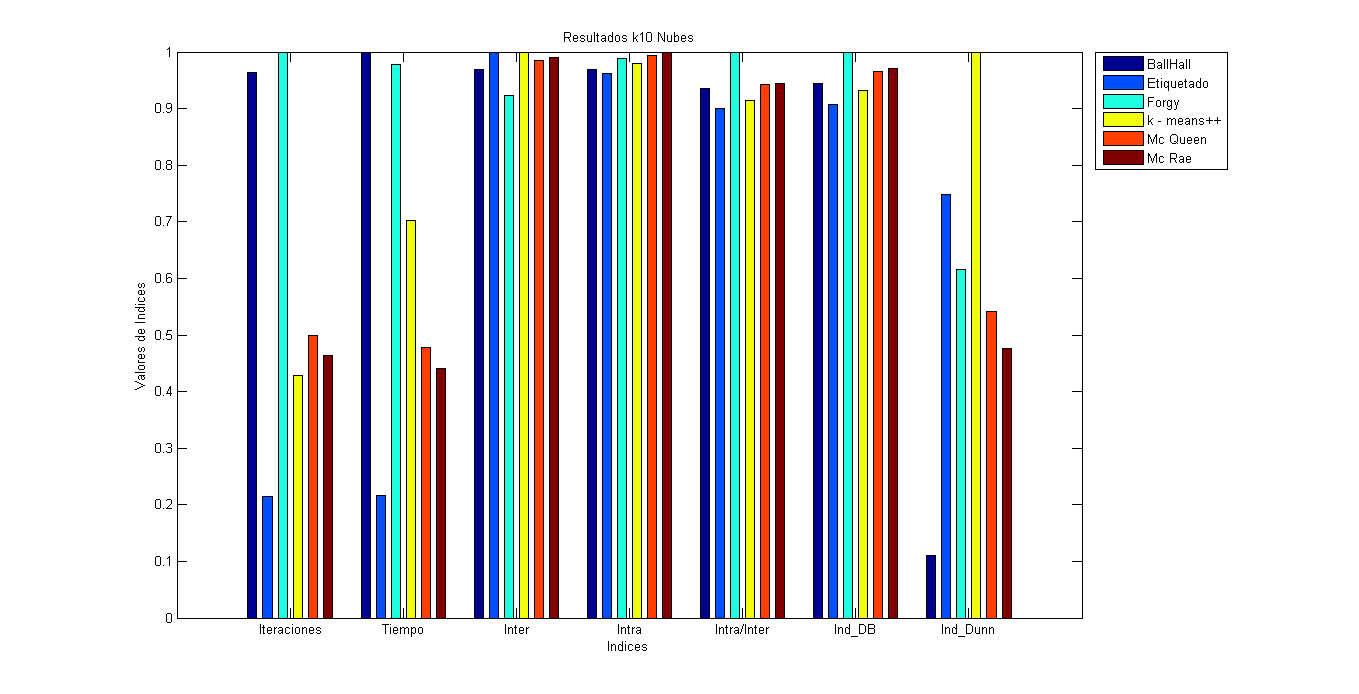 Resultados k10 Nubes
BallHall
Etiquetado
Forgy
k - means++
Mc Queen
Mc Rae
Valores de Indices
1
0.9
0.8
0.7
0.6
0.5
0.4
0.3
0.2
0.1
0
Iteraciones Tiempo Inter Intra Intra/Inter Ind_DB Ind_Dunn
Indices